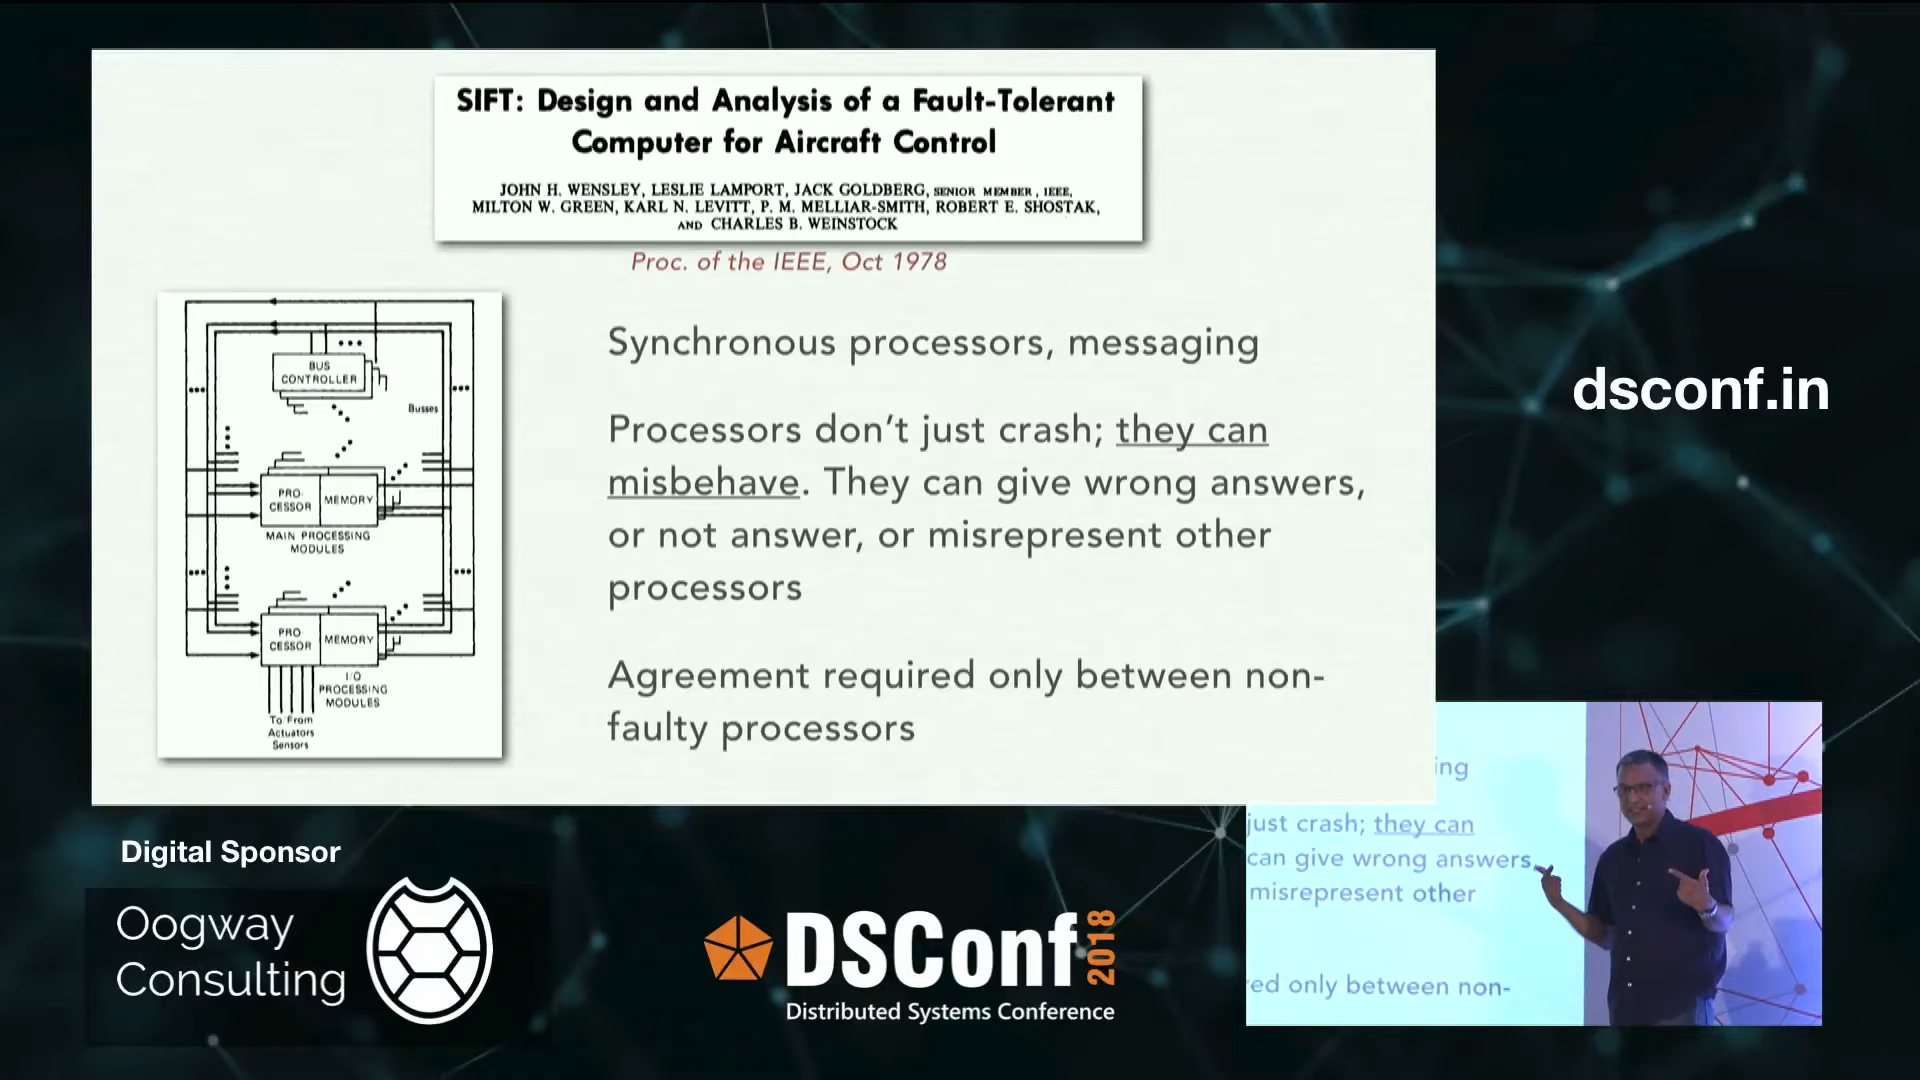 SIFT: Design and Analysis of a Fault-Tolerant
Computer for Aircraft Control
JOHN H. WENSLEY, LESLIE LAMPORT, JACK GOLDBERG, SENIOR MEMBER, IEEE,
MILTON W. GREEN, KARL N. LEVITT, P. M. MELLIAR-SMITH, ROBERT E. SHOSTAK,
AND CHARLES B. WEINSTOCK
Proc. of the IEEE, Oct 1978
BUS
CONTROLLER
Busses
PRO-
CESSOR
MEMORY
MAIN PROCESSING
MODULES
PRO
CESSOR
MEMORY
I/O
PROCESSING
MODULES
To From
Actuators
Sensors
Synchronous processors, messaging
Processors don't just crash; they can
misbehave. They can give wrong answers,
or not answer, or misrepresent other
processors
Agreement required only between non-
faulty processors
dsconf.in
ing
just crash; they can
can give wrong answers
misrepresent other
red only between non-
Digital Sponsor
Oogway
Consulting
DSConf 2018
Distributed Systems Conference